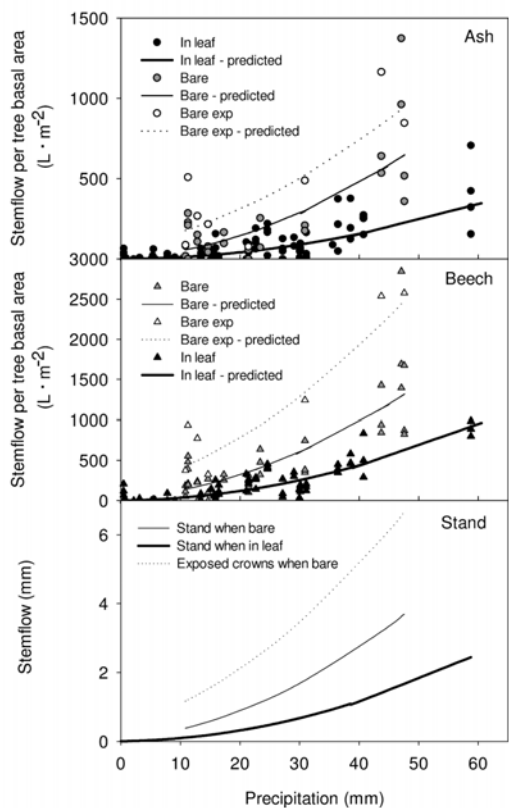 1500
1000
500
3000
Stemflow per tree basal area
(L · m-2)
Ash
In leaf
In leaf - predicted
Bare
Bare - predicted
Bare exp
Bare exp - predicted
2500
2000
1500
1000
500
0
Stemflow per tree basal area
(L · m-2)
Beech
Bare
Bare - predicted
Bare exp
Bare exp - predicted
In leaf
In leaf - predicted
6
4
2
0
Stemflow (mm)
Stand
Stand when bare
Stand when in leaf
Exposed crowns when bare
0 10 20 30 40 50 60
Precipitation (mm)